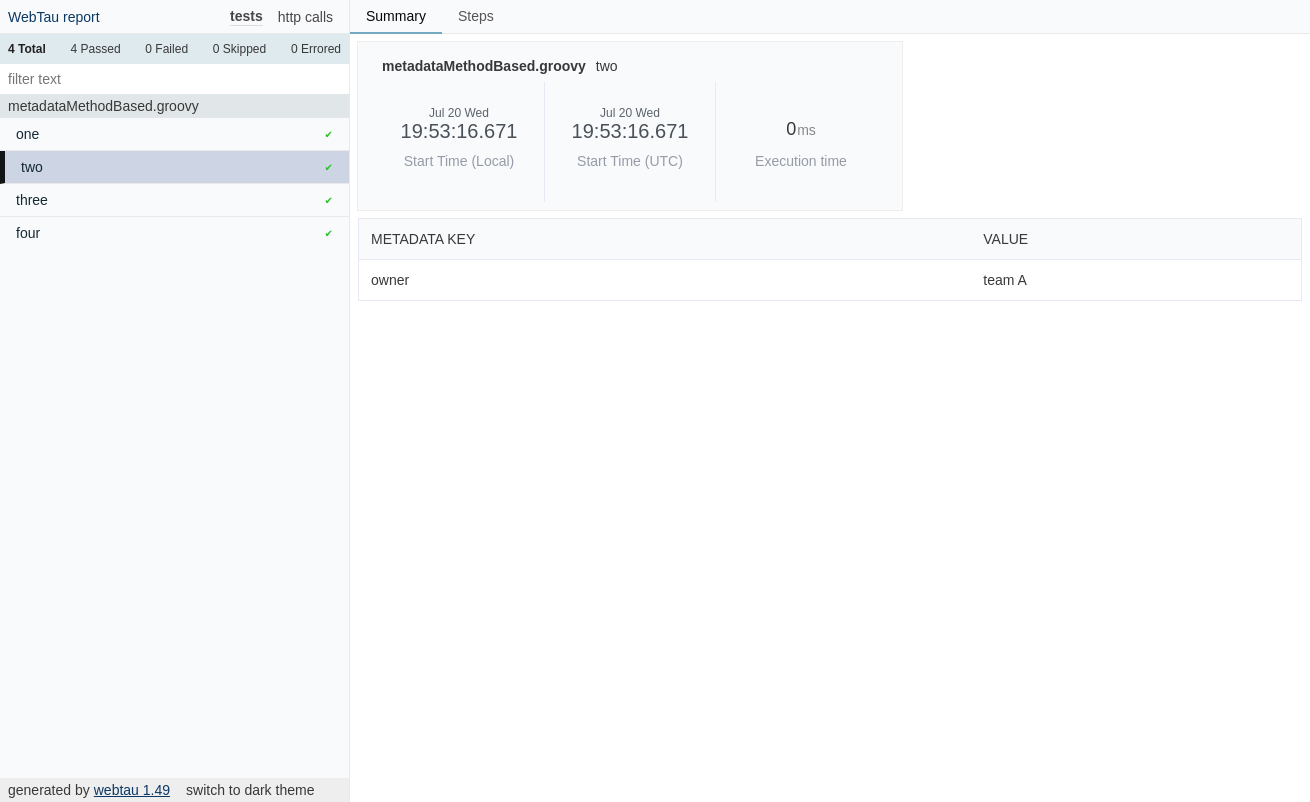 WebTau report tests http calls
4 Total 4 Passed 0 Failed 0 Skipped 0 Errored
filter text
metadataMethodBased.groovy
one ✔
two ✔
three ✔
four ✔
generated by webtau 1.49 switch to dark theme
Summary Steps
metadataMethodBased.groovy two
Jul 20 Wed
19:53:16.671
Start Time (Local)
Jul 20 Wed
19:53:16.671
Start Time (UTC)
0ms
Execution time
METADATA KEY VALUE
owner team A